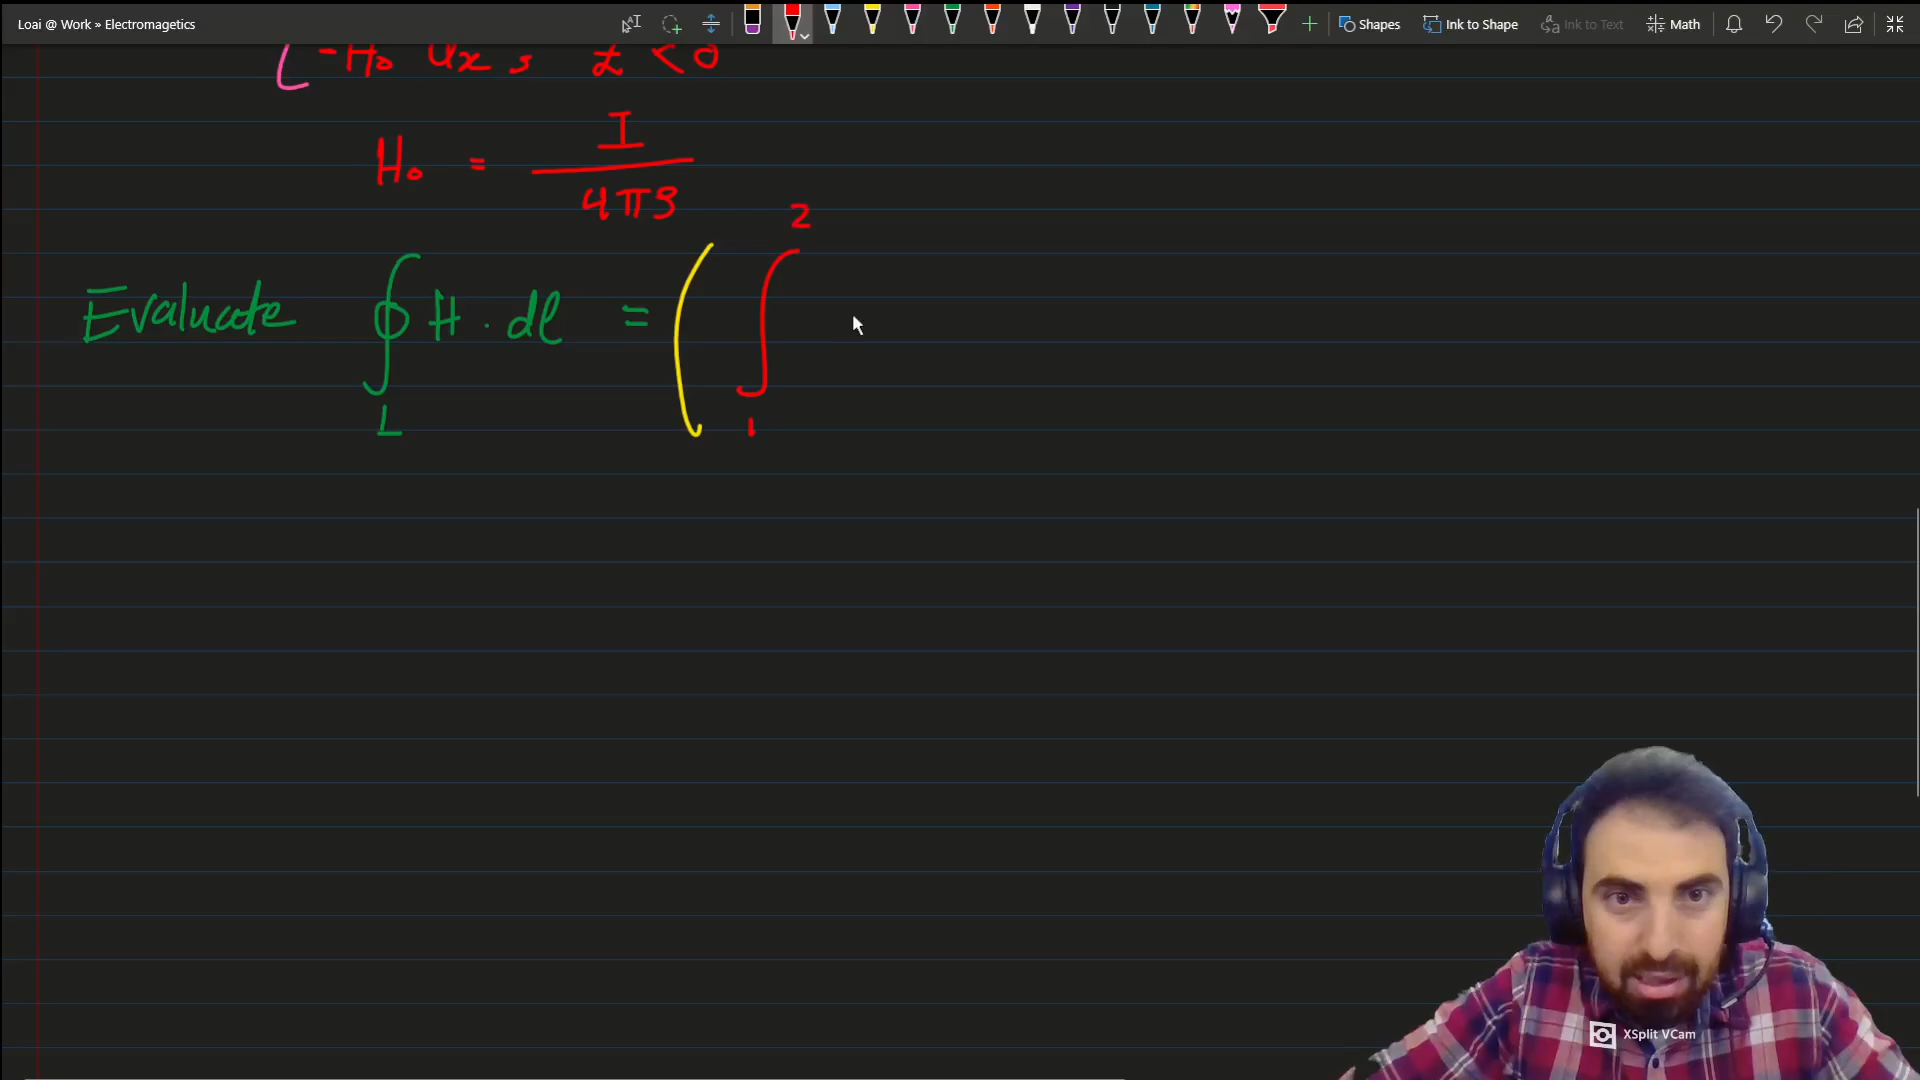 Loai @ Work » Electromagetics
Shapes Ink to Shape Ink to Text Math
-H₀ ax , z < 0
H₀ = I / 4πρ
Evaluate ∮_L H . dl = ( ∫_1^2
XSplit VCam